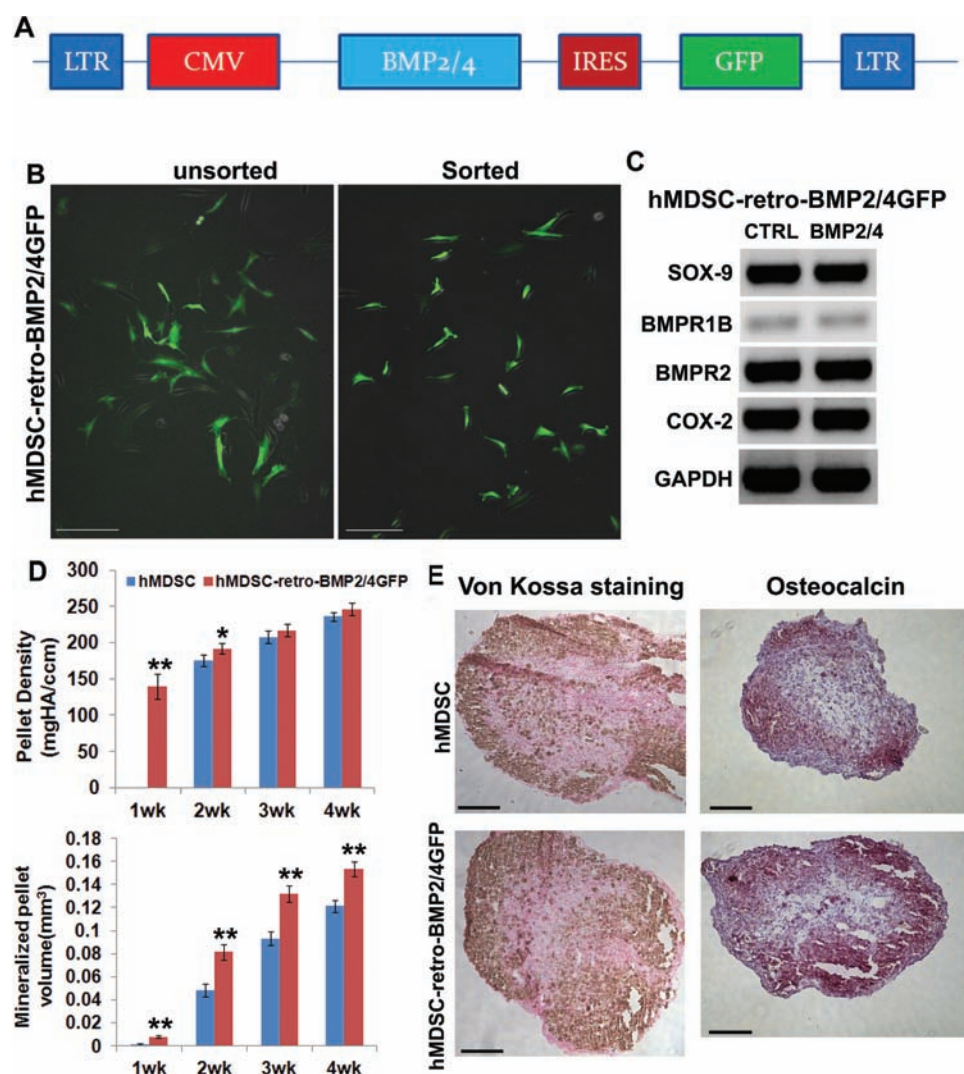 A
LTR CMV BMP2/4 IRES GFP LTR
B
unsorted Sorted
hMDSC-retro-BMP2/4GFP
C
hMDSC-retro-BMP2/4GFP
CTRL BMP2/4
SOX-9
BMPR1B
BMPR2
COX-2
GAPDH
D
hMDSC hMDSC-retro-BMP2/4GFP
Pellet Density
(mgHA/ccm)
300
250
200
150
100
50
0
** *
1wk 2wk 3wk 4wk
Mineralized pellet
volume(mm³)
0.18
0.16
0.14
0.12
0.1
0.08
0.06
0.04
0.02
0
** ** ** **
1wk 2wk 3wk 4wk
E
Von Kossa staining Osteocalcin
hMDSC
hMDSC-retro-BMP2/4GFP